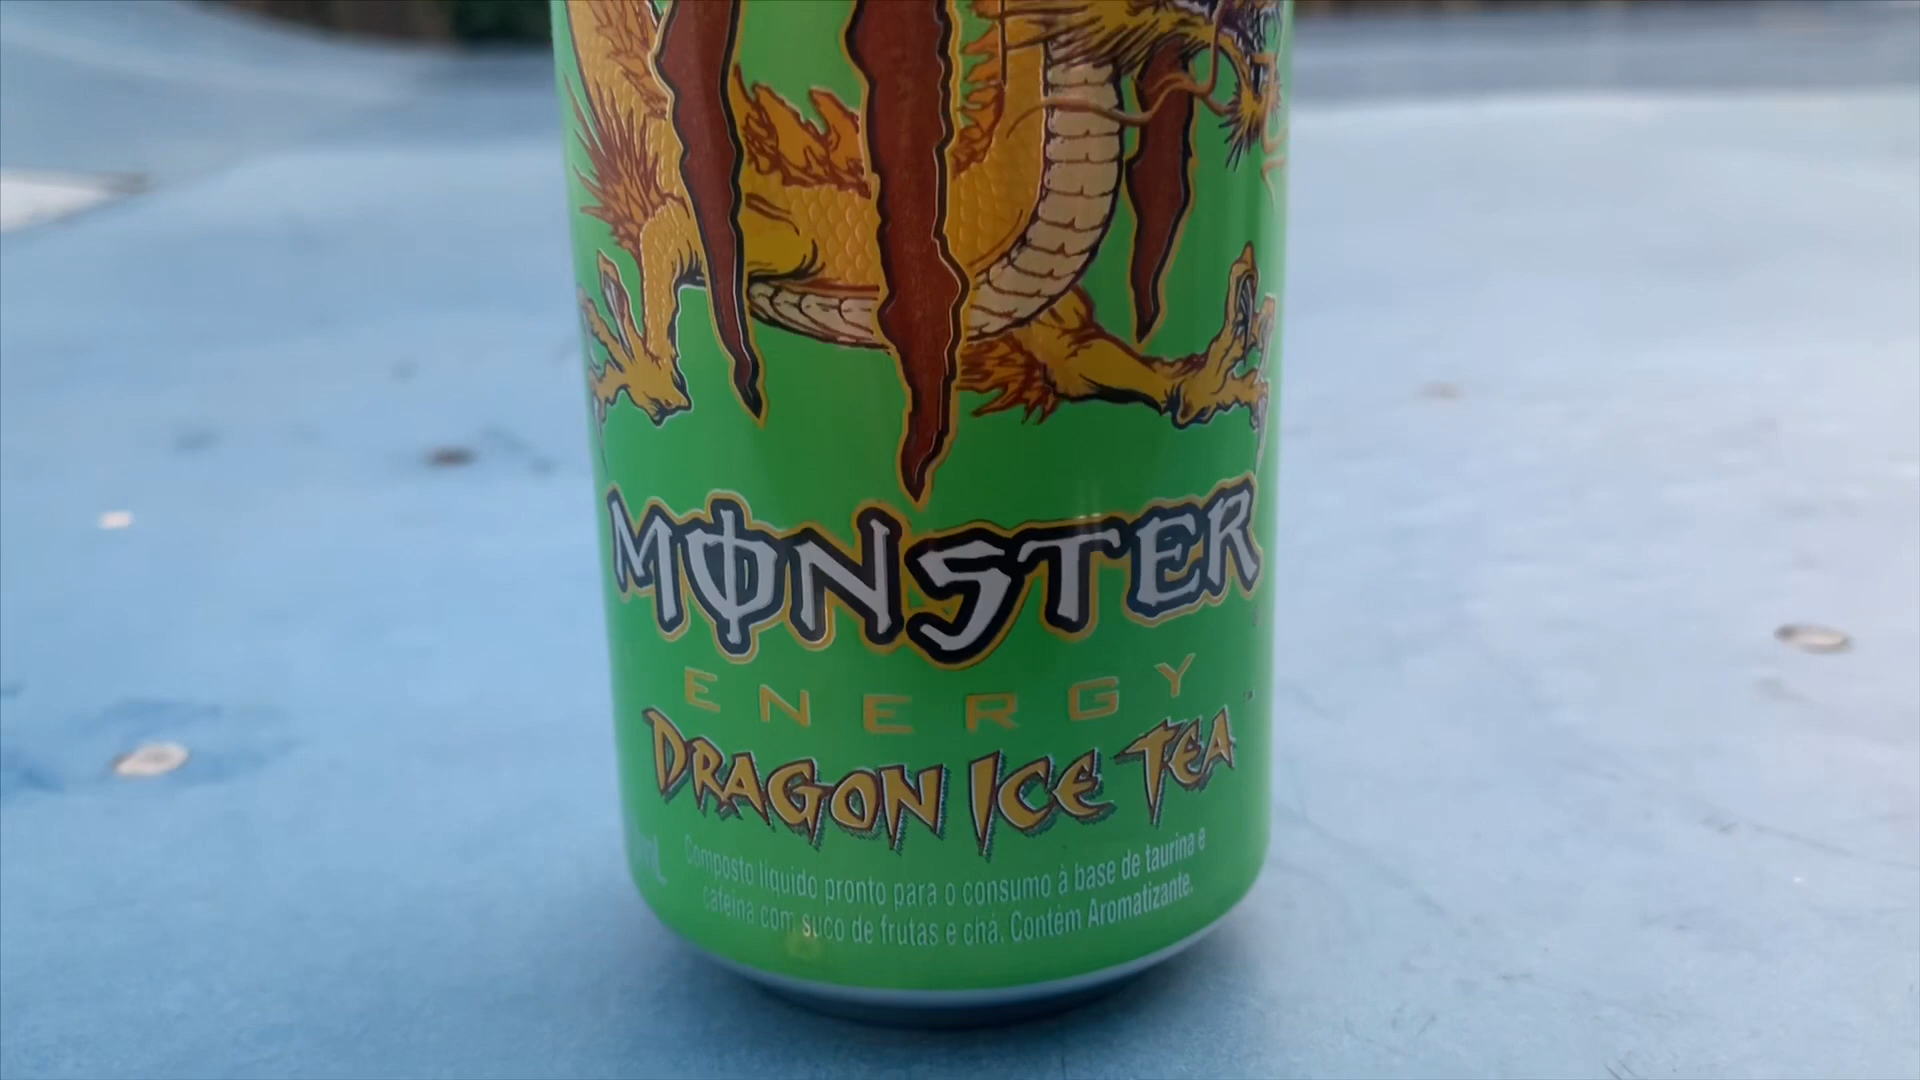 MONSTER
ENERGY
DRAGON ICE TEA
mL
Composto líquido pronto para o consumo à base de taurina e
cafeína com suco de frutas e chá. Contém Aromatizante.